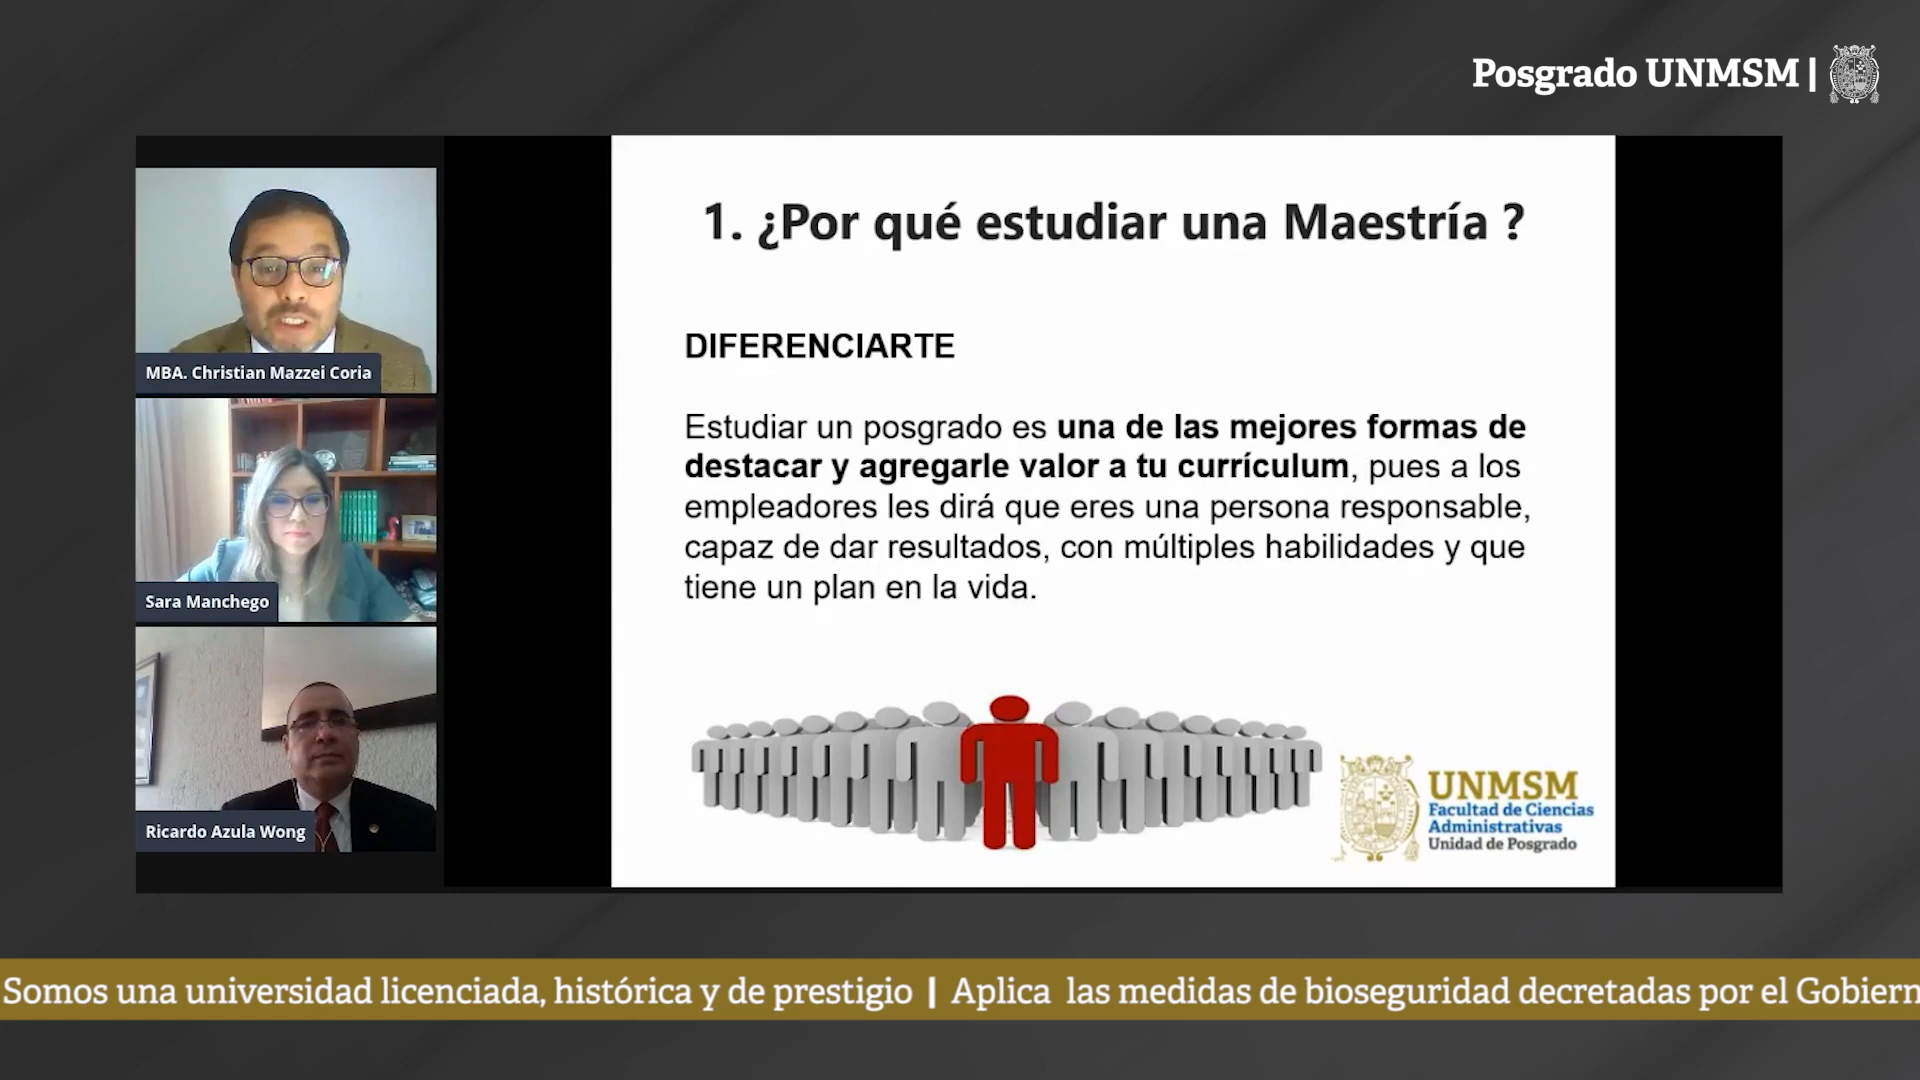 Posgrado UNMSM |
MBA. Christian Mazzei Coria
Sara Manchego
Ricardo Azula Wong
1. ¿Por qué estudiar una Maestría ?
DIFERENCIARTE
Estudiar un posgrado es una de las mejores formas de
destacar y agregarle valor a tu currículum, pues a los
empleadores les dirá que eres una persona responsable,
capaz de dar resultados, con múltiples habilidades y que
tiene un plan en la vida.
UNMSM
Facultad de Ciencias
Administrativas
Unidad de Posgrado
Somos una universidad licenciada, histórica y de prestigio | Aplica las medidas de bioseguridad decretadas por el Gobiern